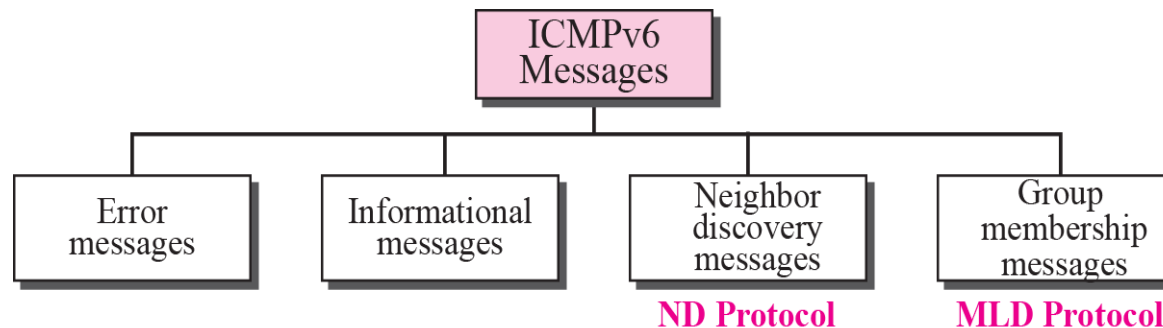 ICMPv6
Messages
Error
messages
Informational
messages
Neighbor
discovery
messages
Group
membership
messages
ND Protocol
MLD Protocol